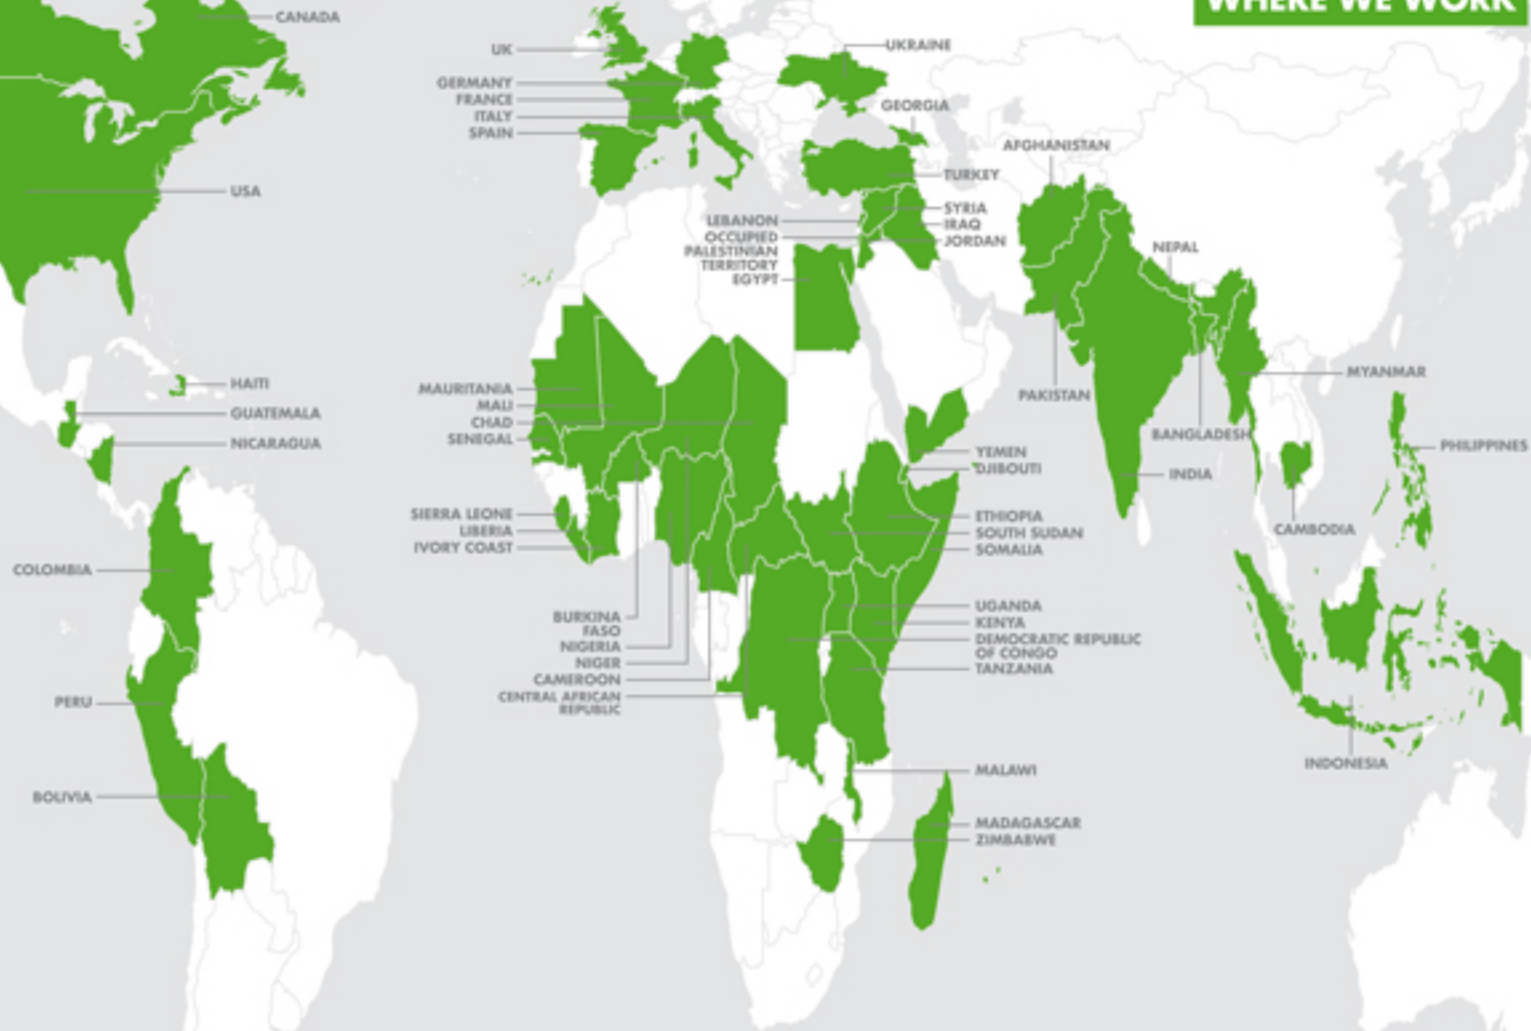 WHERE WE WORK
CANADA
UK
GERMANY
FRANCE
ITALY
SPAIN
UKRAINE
GEORGIA
AFGHANISTAN
USA
TURKEY
SYRIA
IRAQ
JORDAN
LEBANON
OCCUPIED
PALESTINIAN
TERRITORY
EGYPT
NEPAL
HAITI
GUATEMALA
NICARAGUA
MAURITANIA
MALI
CHAD
SENEGAL
PAKISTAN
MYANMAR
BANGLADESH
INDIA
PHILIPPINES
CAMBODIA
YEMEN
DJIBOUTI
ETHIOPIA
SOUTH SUDAN
SOMALIA
SIERRA LEONE
LIBERIA
IVORY COAST
COLOMBIA
BURKINA
FASO
NIGERIA
NIGER
CAMEROON
CENTRAL AFRICAN
REPUBLIC
UGANDA
KENYA
DEMOCRATIC REPUBLIC
OF CONGO
TANZANIA
PERU
BOLIVIA
MALAWI
MADAGASCAR
ZIMBABWE
INDONESIA